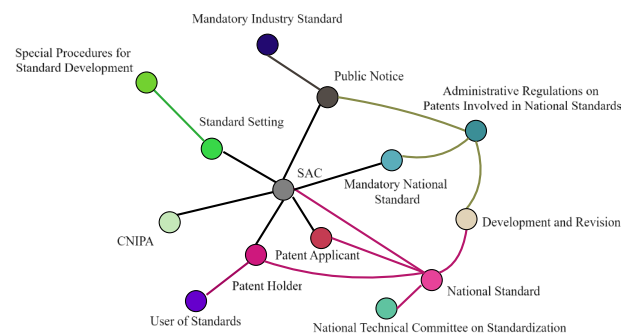 Mandatory Industry Standard
Special Procedures for
Standard Development
Public Notice
Administrative Regulations on
Patents Involved in National Standards
Standard Setting
SAC
Mandatory National
Standard
CNIPA
Development and Revision
Patent Applicant
Patent Holder
National Standard
User of Standards
National Technical Committee on Standardization